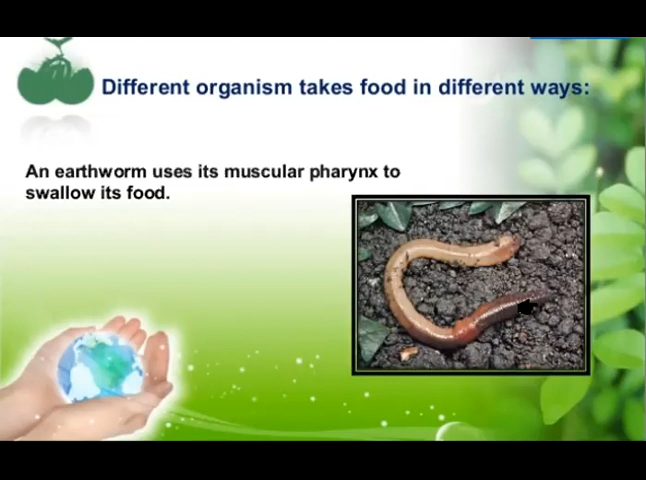 Different organism takes food in different ways:
An earthworm uses its muscular pharynx to
swallow its food.